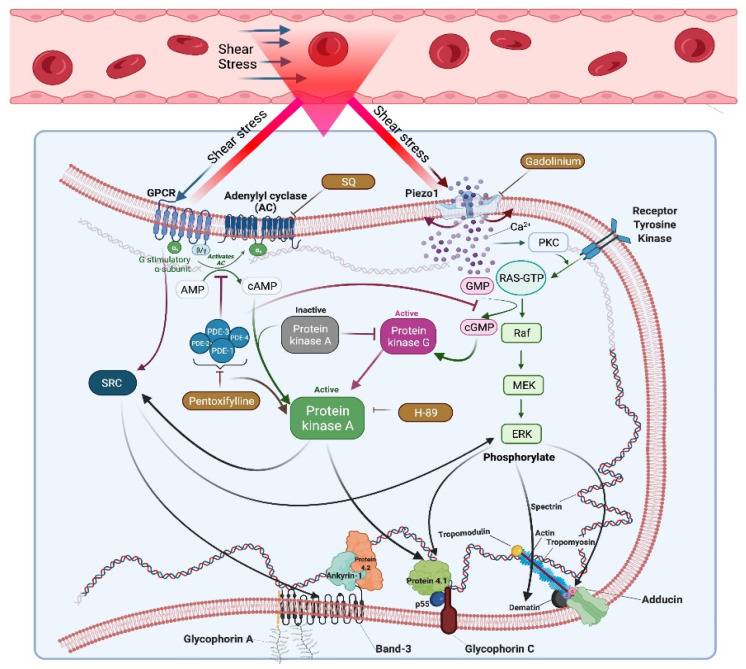 Shear
Stress
Shear stress
Shear stress
SQ
Gadolinium
GPCR
Adenylyl cyclase
(AC)
Piezo1
Receptor
Tyrosine
Kinase
Ca²⁺
PKC
αₛ
β/γ
αₛ
G stimulatory
α-subunit
Activates
AC
AMP
cAMP
GMP
RAS-GTP
cGMP
Inactive
Protein
kinase A
Active
Protein
kinase G
Raf
PDE-3
PDE-2
PDE-4
PDE-1
MEK
SRC
Pentoxifylline
Active
Protein
kinase A
H-89
ERK
Phosphorylate
Spectrin
Tropomodulin
Actin
Tropomyosin
Protein
4.2
Ankyrin-1
Protein 4.1
p55
Dematin
Adducin
Glycophorin A
Band-3
Glycophorin C